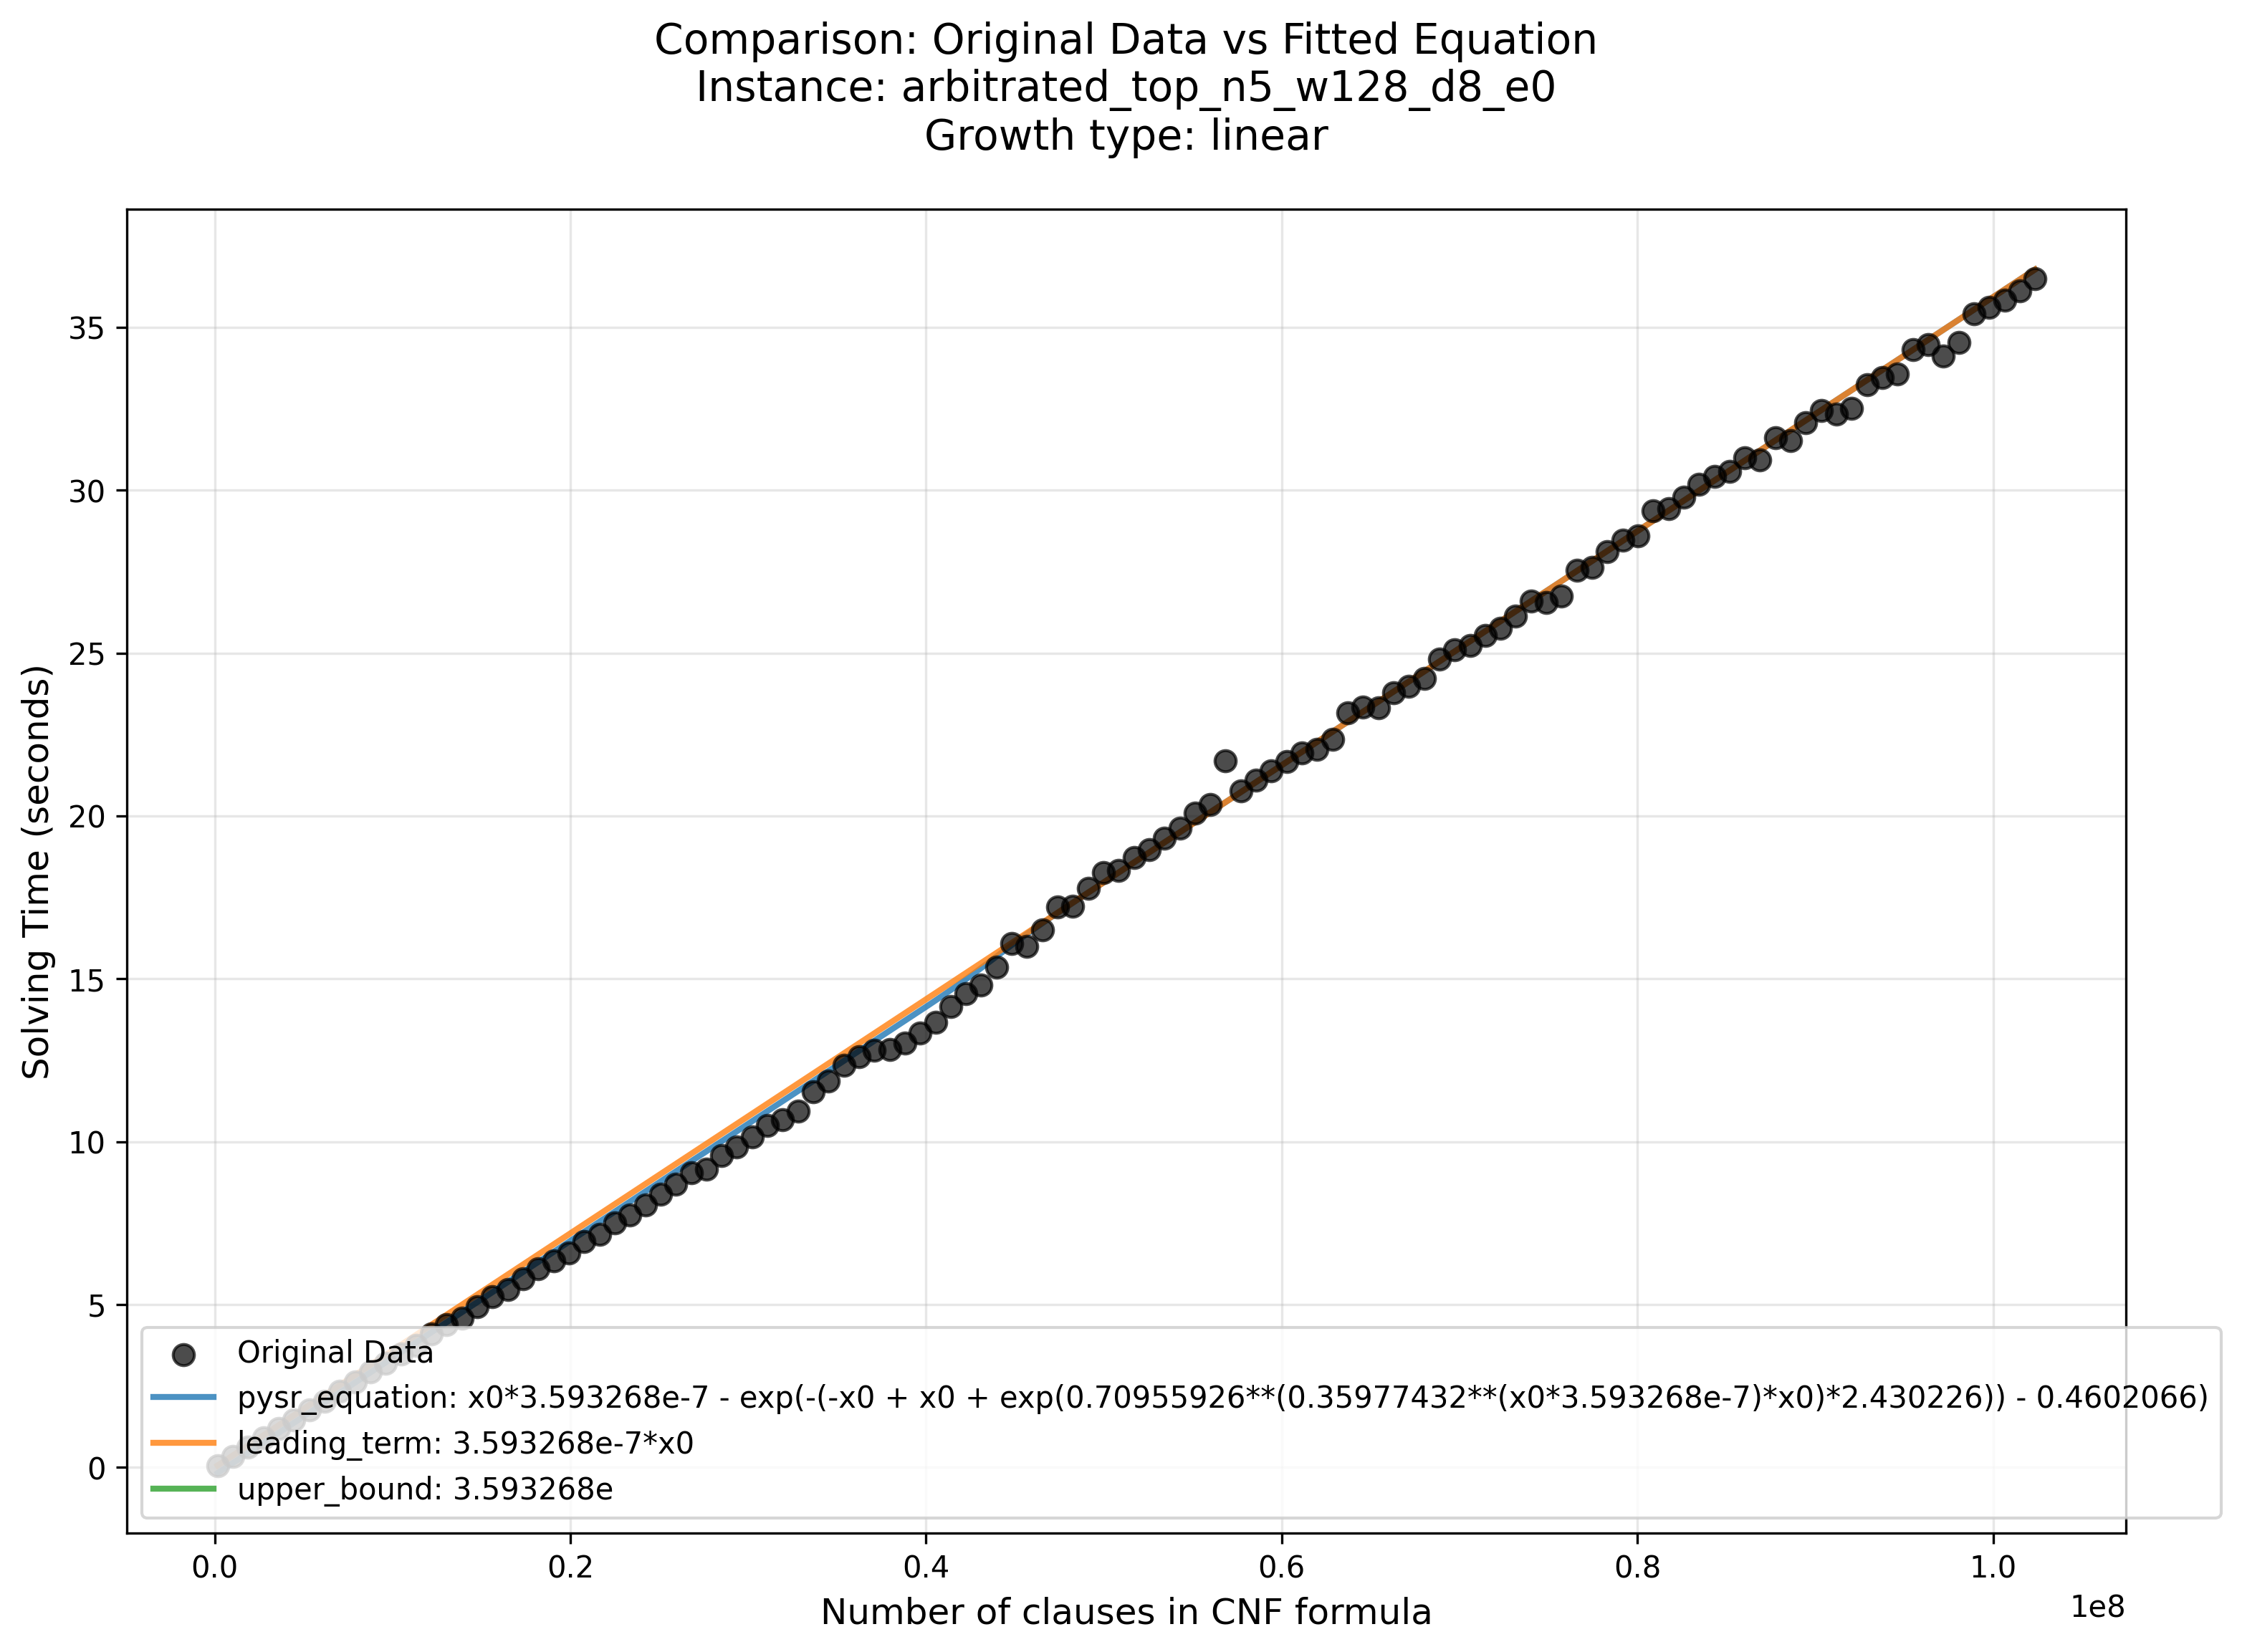 Comparison: Original Data vs Fitted Equation
Instance: arbitrated_top_n5_w128_d8_e0
Growth type: linear
Solving Time (seconds)
35
30
25
20
15
10
5
0
Original Data
pysr_equation: x0*3.593268e-7 - exp(-(-x0 + x0 + exp(0.70955926**(0.35977432**(x0*3.593268e-7)*x0)*2.430226)) - 0.4602066)
leading_term: 3.593268e-7*x0
upper_bound: 3.593268e
0.0 0.2 0.4 0.6 0.8 1.0
1e8
Number of clauses in CNF formula